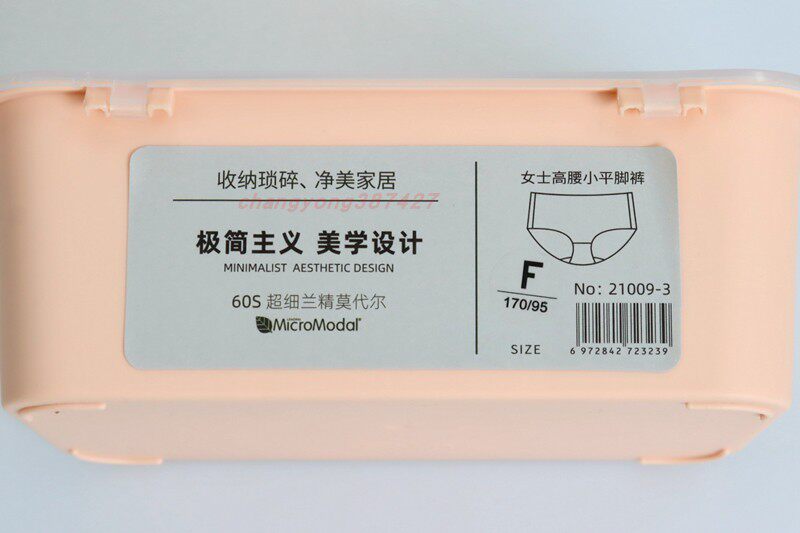 收纳琐碎、净美家居
changyong387427
极简主义 美学设计
MINIMALIST AESTHETIC DESIGN
60S 超细兰精莫代尔
MicroModal
女士高腰小平脚裤
F
170/95
SIZE
No: 21009-3
6 972842 723239